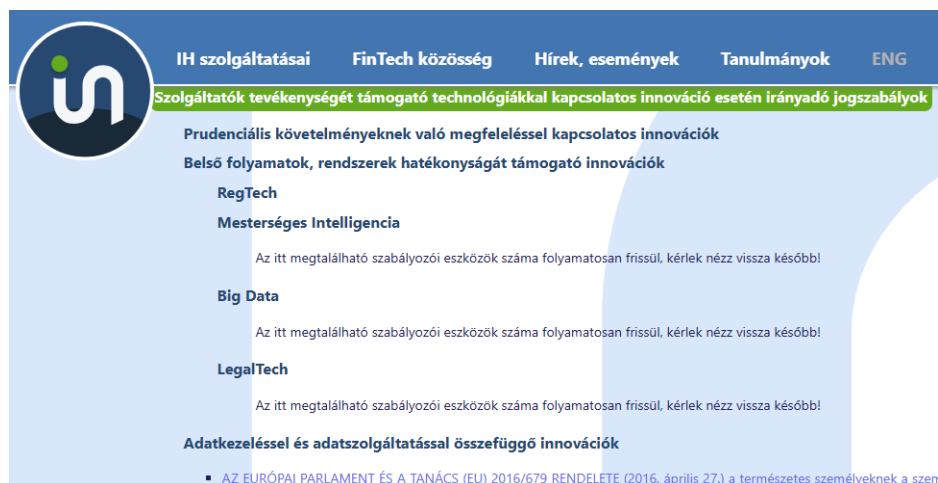 in
IH szolgáltatásai FinTech közösség Hírek, események Tanulmányok ENG
Szolgáltatók tevékenységét támogató technológiákkal kapcsolatos innováció esetén irányadó jogszabályok
Prudenciális követelményeknek való megfeleléssel kapcsolatos innovációk
Belső folyamatok, rendszerek hatékonyságát támogató innovációk
RegTech
Mesterséges Intelligencia
Az itt megtalálható szabályozói eszközök száma folyamatosan frissül, kérlek nézz vissza később!
Big Data
Az itt megtalálható szabályozói eszközök száma folyamatosan frissül, kérlek nézz vissza később!
LegalTech
Az itt megtalálható szabályozói eszközök száma folyamatosan frissül, kérlek nézz vissza később!
Adatkezeléssel és adatszolgáltatással összefüggő innovációk
▪ AZ EURÓPAI PARLAMENT ÉS A TANÁCS (EU) 2016/679 RENDELETE (2016. április 27.) a természetes személyeknek a